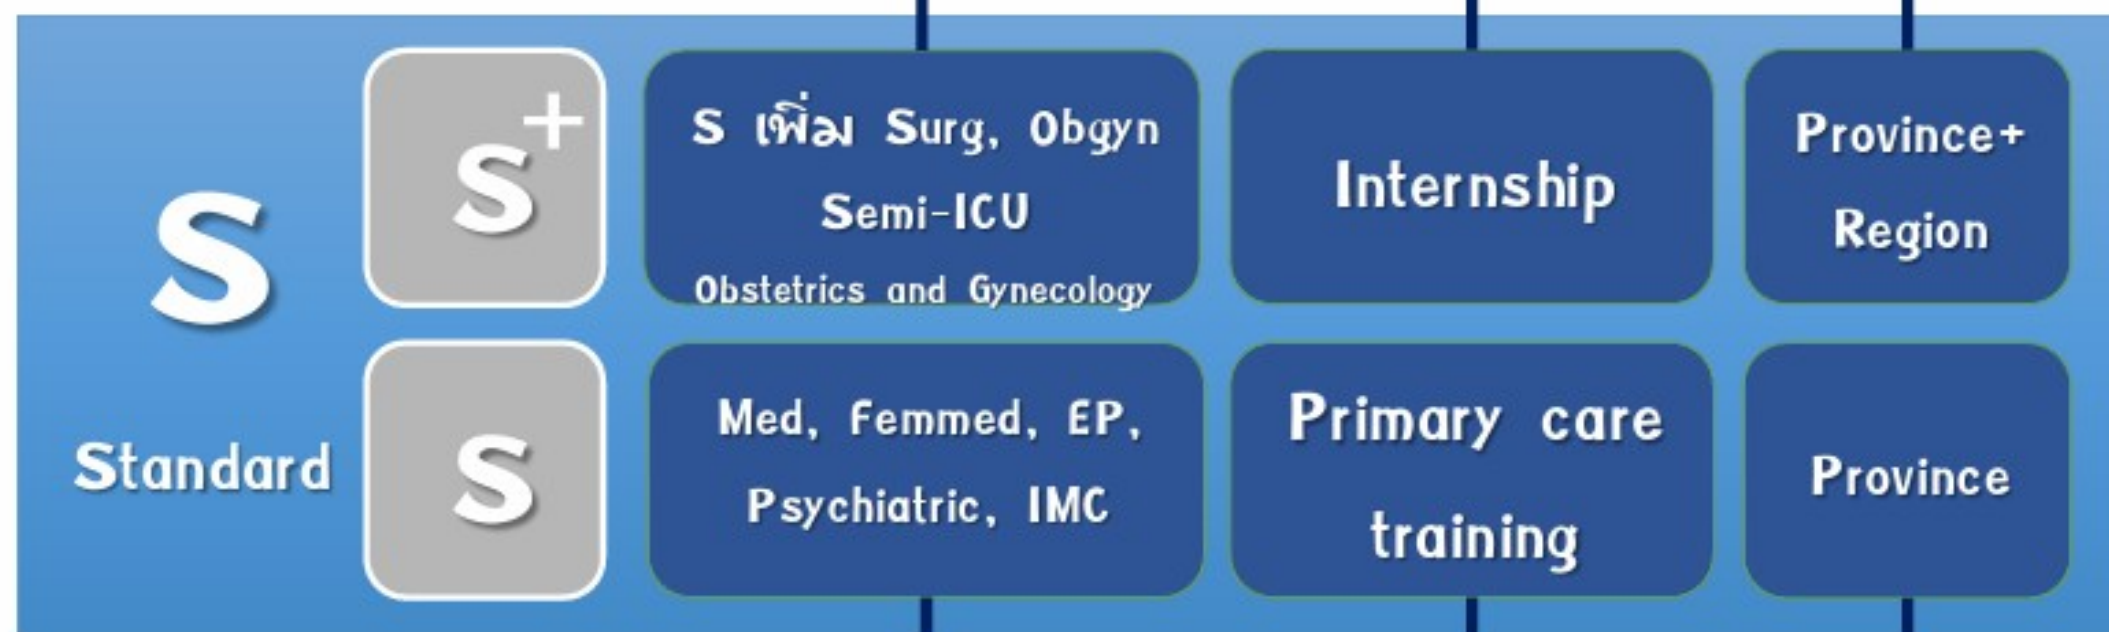 S
Standard
S+
S เพิ่ม Surg, Obgyn
Semi-ICU
Obstetrics and Gynecology
Internship
Province+
Region
S
Med, Femmed, EP,
Psychiatric, IMC
Primary care
training
Province